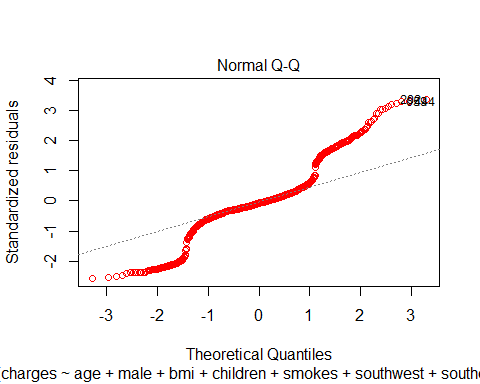 Normal Q-Q
Standardized residuals
4
3
2
1
0
-1
-2
-3 -2 -1 0 1 2 3
Theoretical Quantiles
(charges ~ age + male + bmi + children + smokes + southwest + southe